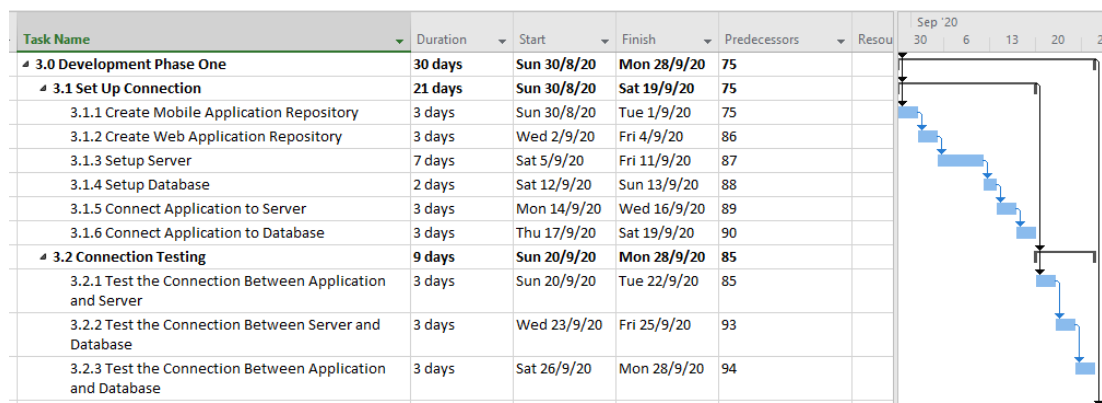 Sep '20
Task Name Duration Start Finish Predecessors Resou 30 6 13 20 2
3.0 Development Phase One 30 days Sun 30/8/20 Mon 28/9/20 75
3.1 Set Up Connection 21 days Sun 30/8/20 Sat 19/9/20 75
3.1.1 Create Mobile Application Repository 3 days Sun 30/8/20 Tue 1/9/20 75
3.1.2 Create Web Application Repository 3 days Wed 2/9/20 Fri 4/9/20 86
3.1.3 Setup Server 7 days Sat 5/9/20 Fri 11/9/20 87
3.1.4 Setup Database 2 days Sat 12/9/20 Sun 13/9/20 88
3.1.5 Connect Application to Server 3 days Mon 14/9/20 Wed 16/9/20 89
3.1.6 Connect Application to Database 3 days Thu 17/9/20 Sat 19/9/20 90
3.2 Connection Testing 9 days Sun 20/9/20 Mon 28/9/20 85
3.2.1 Test the Connection Between Application 3 days Sun 20/9/20 Tue 22/9/20 85
and Server
3.2.2 Test the Connection Between Server and 3 days Wed 23/9/20 Fri 25/9/20 93
Database
3.2.3 Test the Connection Between Application 3 days Sat 26/9/20 Mon 28/9/20 94
and Database